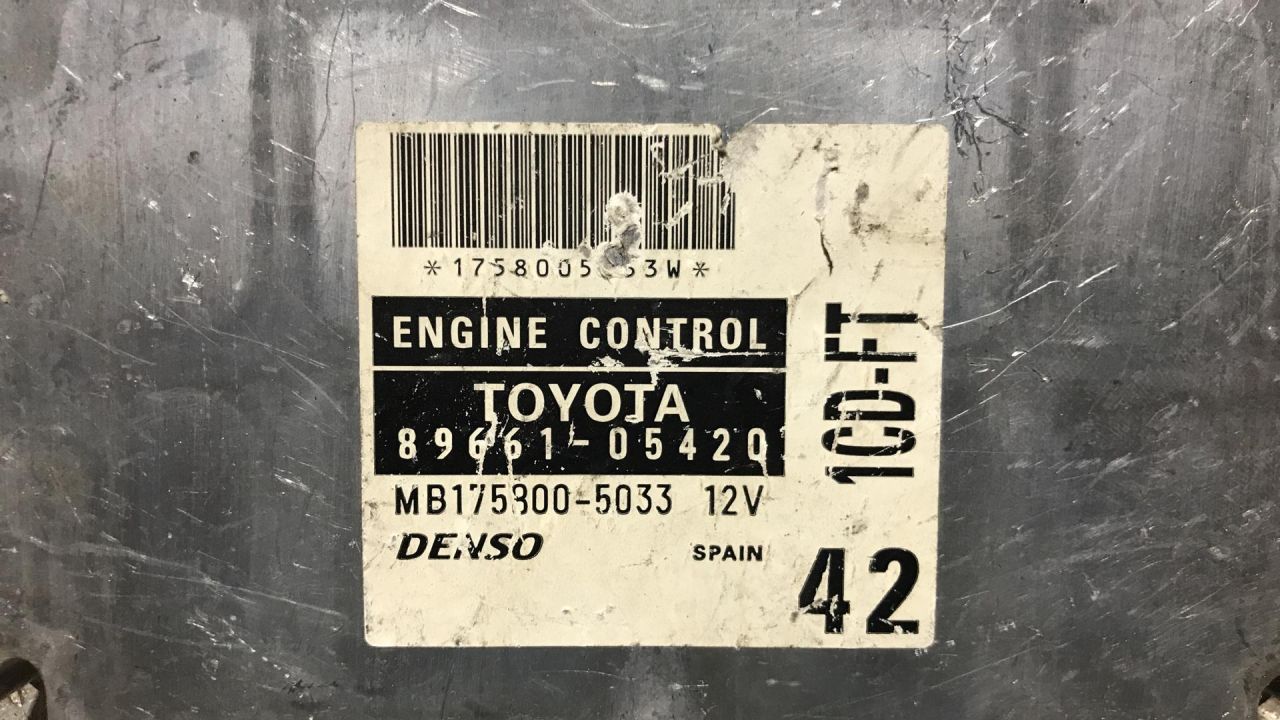 ENGINE CONTROL
TOYOTA
89661-05420
MB175800-5033 12V
DENSO SPAIN
1CD-FT
42